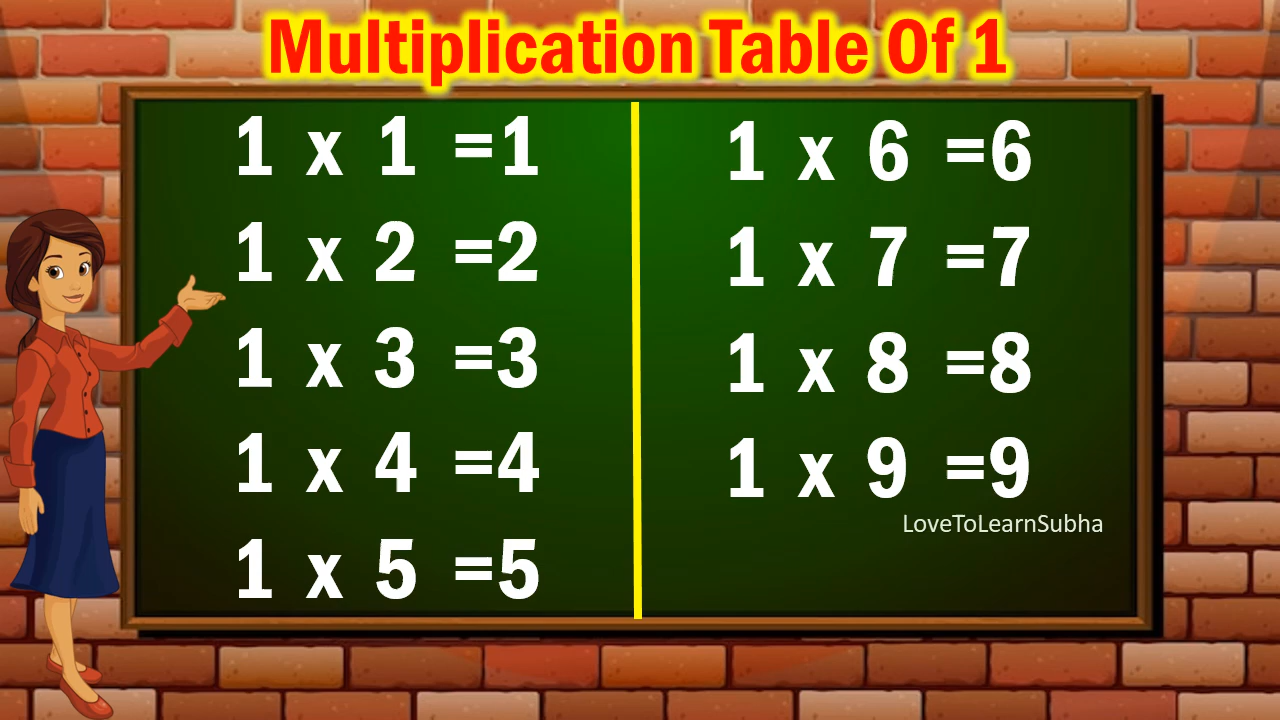 Multiplication Table Of 1
1 x 1 =1
1 x 2 =2
1 x 3 =3
1 x 4 =4
1 x 5 =5
1 x 6 =6
1 x 7 =7
1 x 8 =8
1 x 9 =9
LoveToLearnSubha